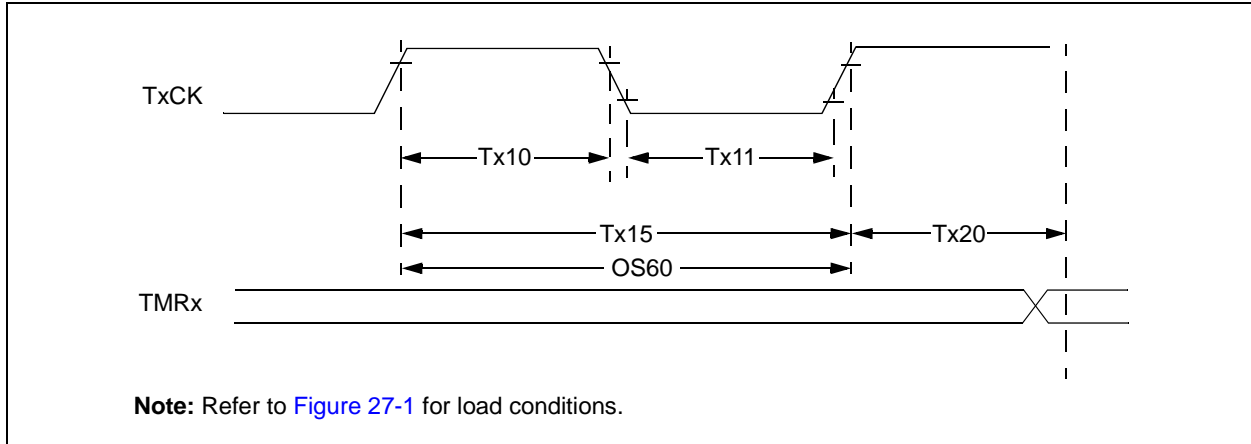 TxCK
Tx10
Tx11
Tx15
Tx20
OS60
TMRx
Note: Refer to Figure 27-1 for load conditions.